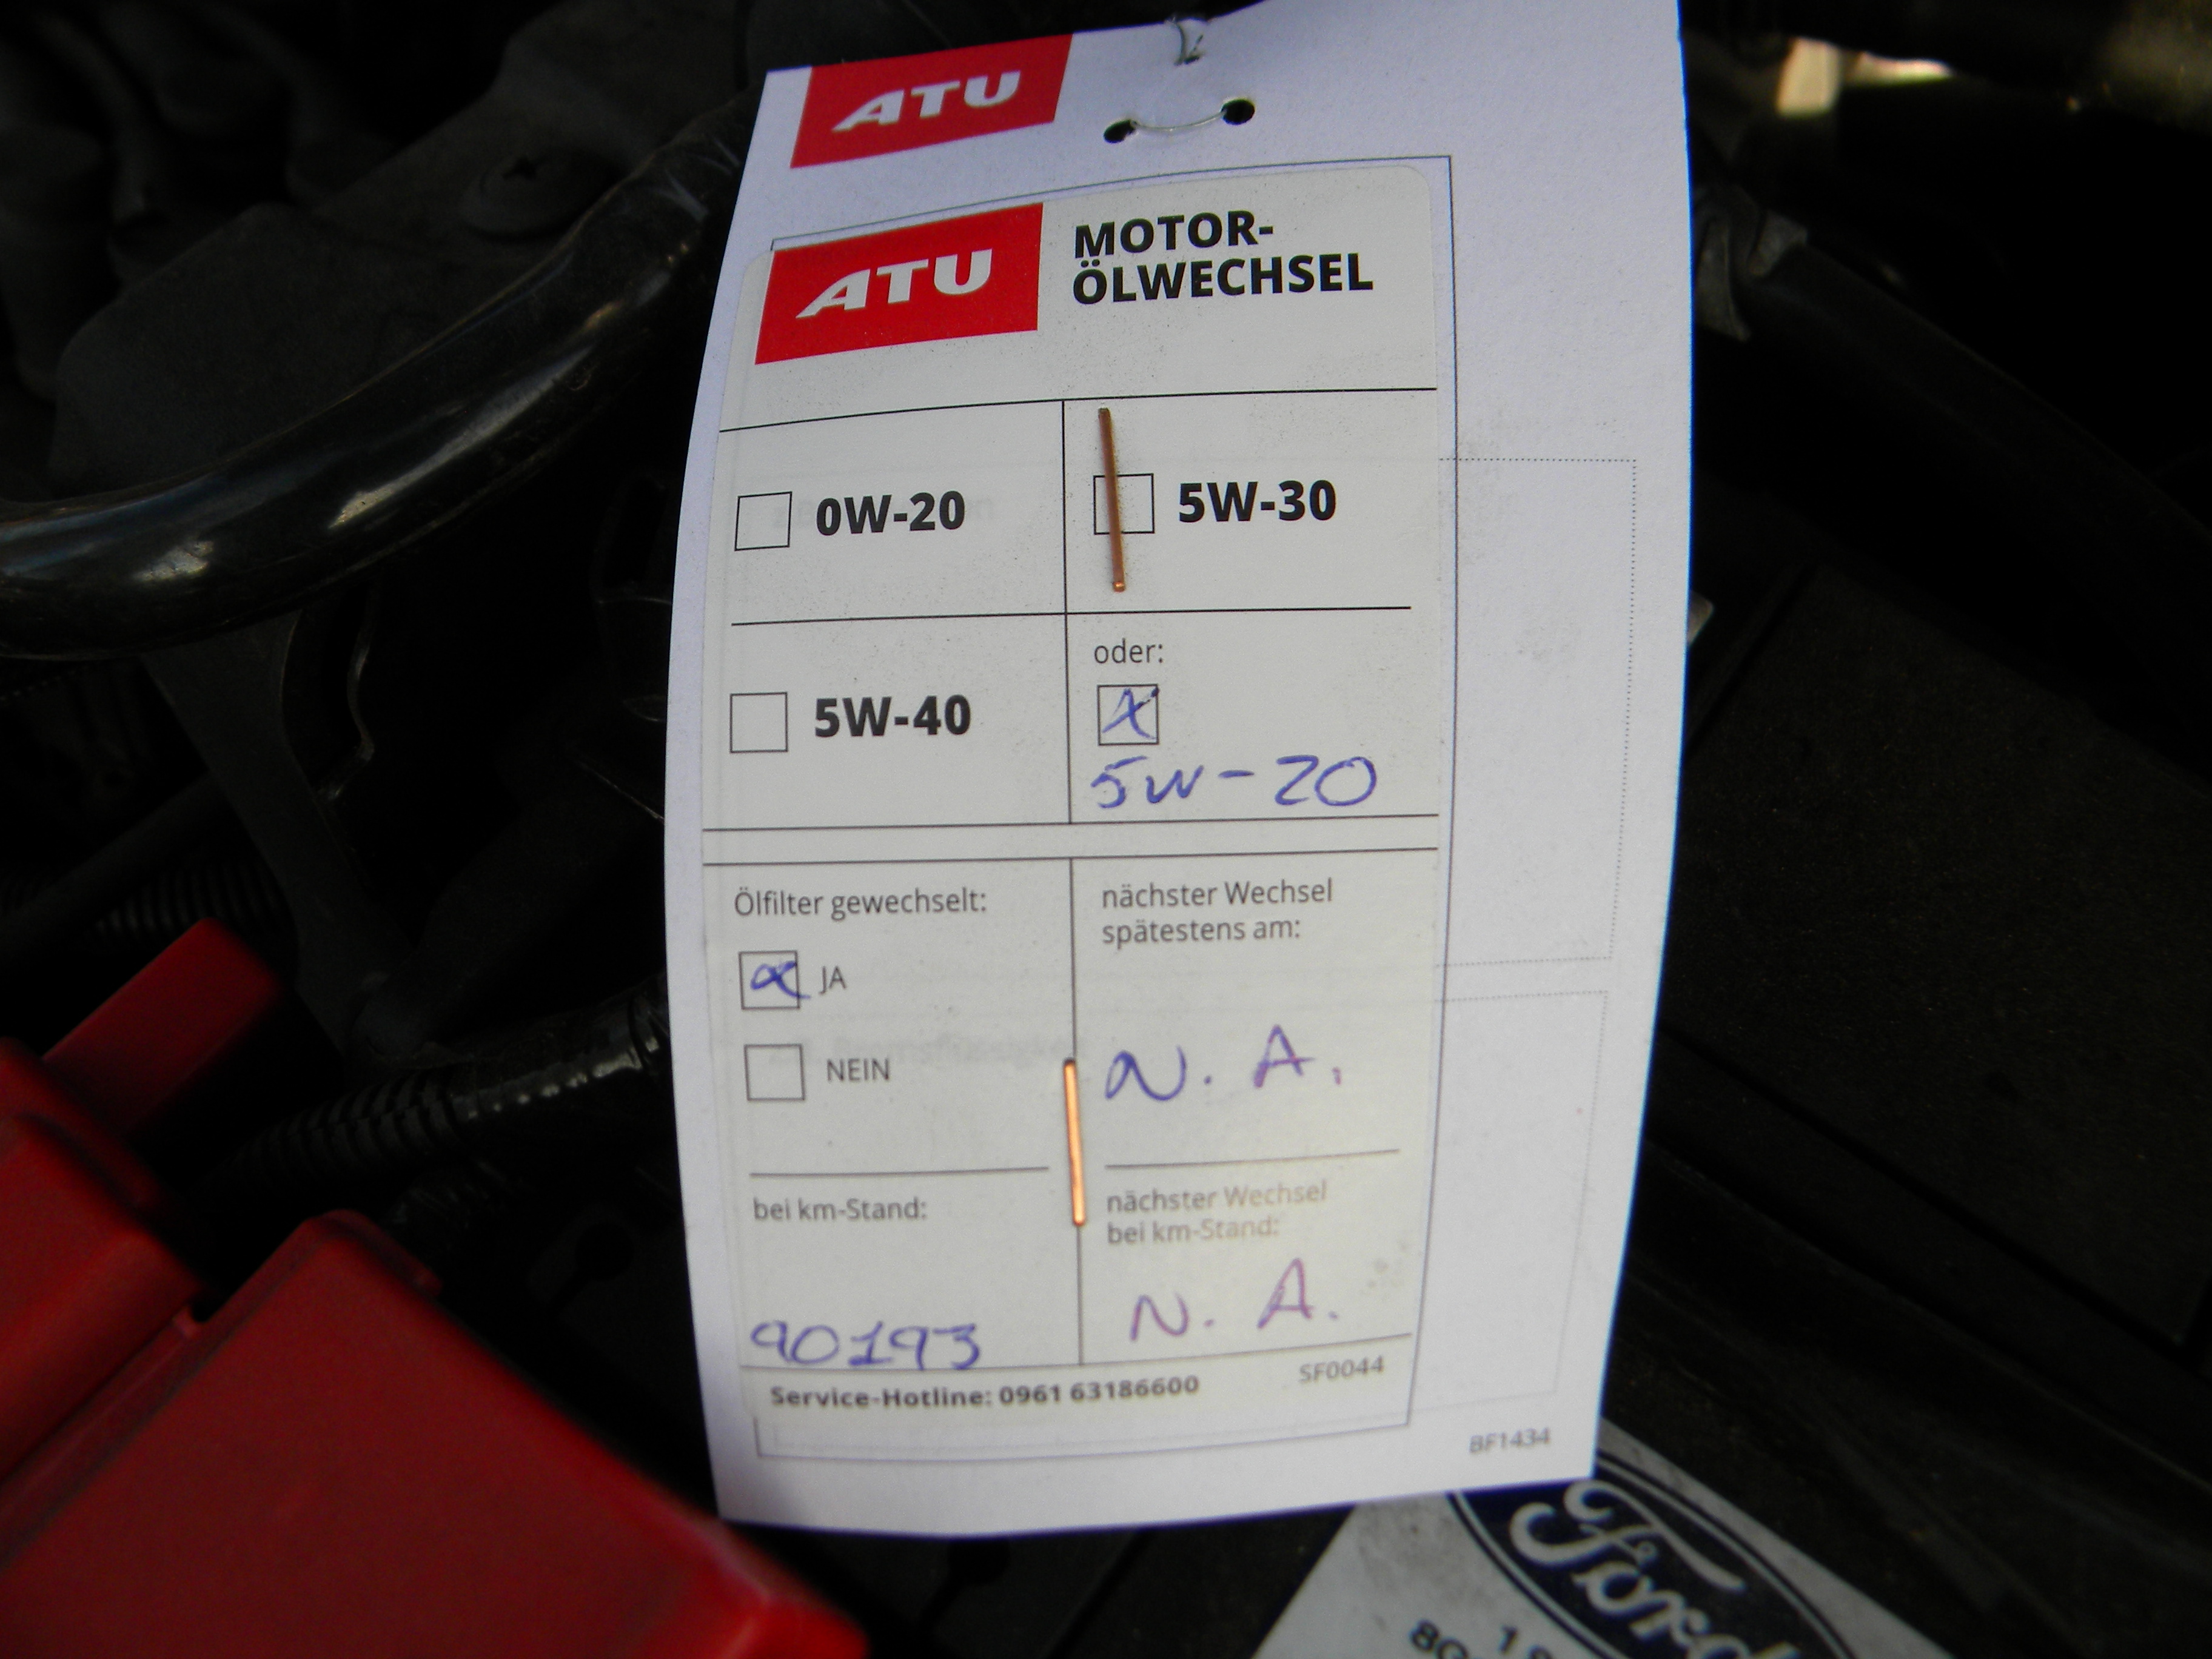 ATU
ATU
MOTOR-
ÖLWECHSEL
0W-20
5W-30
5W-40
oder:
X
5W-20
Ölfilter gewechselt:
X JA
NEIN
nächster Wechsel
spätestens am:
N. A.
bei km-Stand:
90193
nächster Wechsel
bei km-Stand:
N. A.
Service-Hotline: 0961 63186600
SF0044
BF1434
Ford